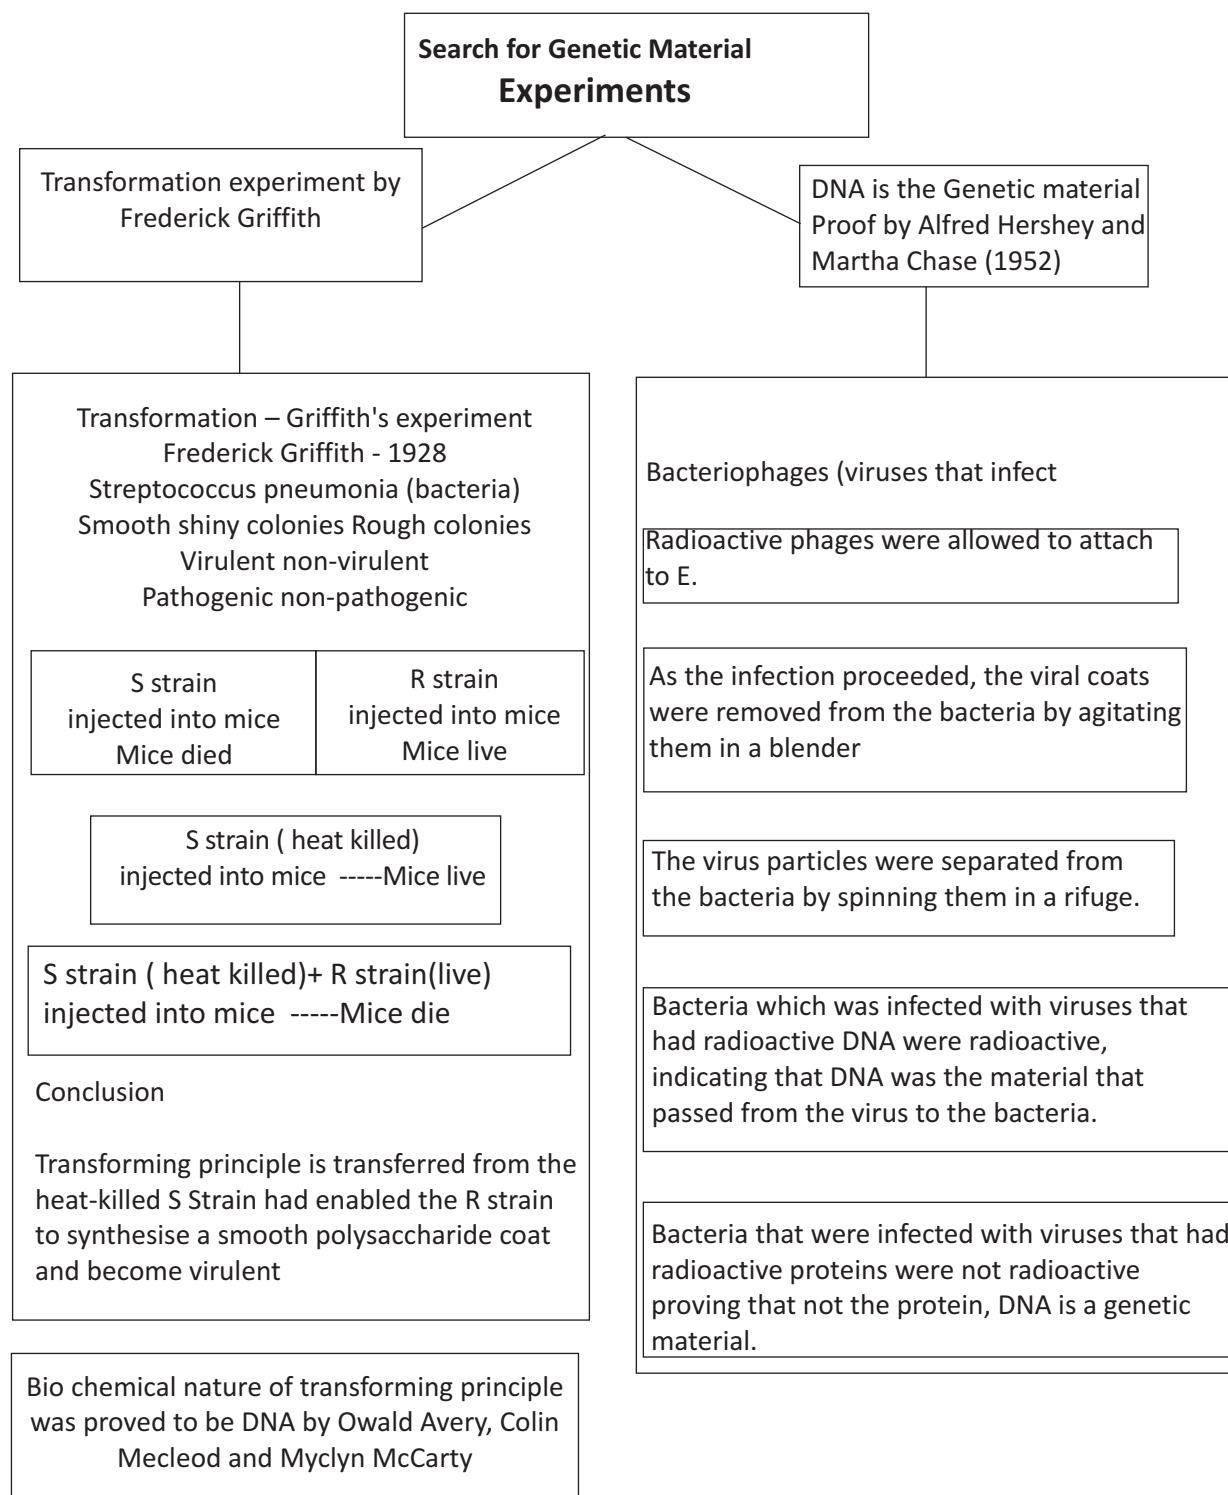 Search for Genetic Material
Experiments
Transformation experiment by
Frederick Griffith
DNA is the Genetic material
Proof by Alfred Hershey and
Martha Chase (1952)
Transformation – Griffith's experiment
Frederick Griffith - 1928
Streptococcus pneumonia (bacteria)
Smooth shiny colonies Rough colonies
Virulent non-virulent
Pathogenic non-pathogenic
S strain
injected into mice
Mice died
R strain
injected into mice
Mice live
S strain ( heat killed)
injected into mice -----Mice live
S strain ( heat killed)+ R strain(live)
injected into mice -----Mice die
Conclusion
Transforming principle is transferred from the
heat-killed S Strain had enabled the R strain
to synthesise a smooth polysaccharide coat
and become virulent
Bio chemical nature of transforming principle
was proved to be DNA by Owald Avery, Colin
Mecleod and Myclyn McCarty
Bacteriophages (viruses that infect
Radioactive phages were allowed to attach
to E.
As the infection proceeded, the viral coats
were removed from the bacteria by agitating
them in a blender
The virus particles were separated from
the bacteria by spinning them in a rifuge.
Bacteria which was infected with viruses that
had radioactive DNA were radioactive,
indicating that DNA was the material that
passed from the virus to the bacteria.
Bacteria that were infected with viruses that had
radioactive proteins were not radioactive
proving that not the protein, DNA is a genetic
material.